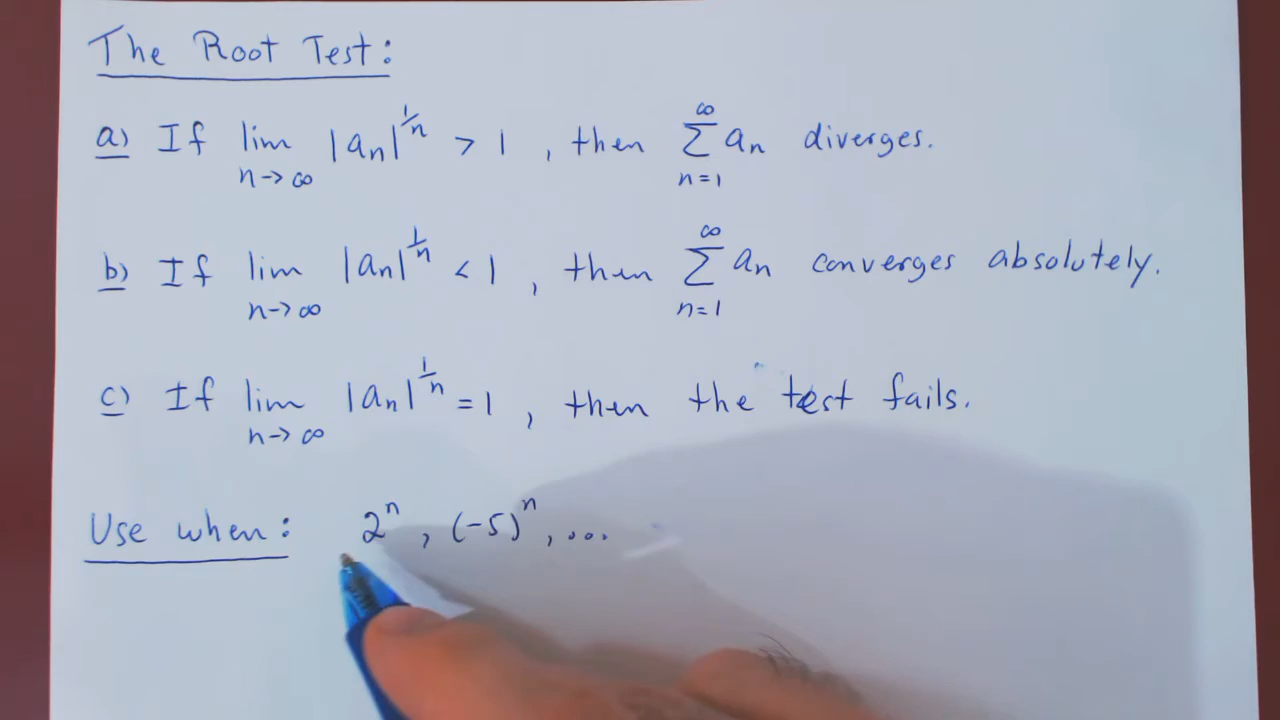 The Root Test:
a) If lim n→∞ |an|^1/n > 1, then ∑ n=1 ∞ an diverges.
b) If lim n→∞ |an|^1/n < 1, then ∑ n=1 ∞ an converges absolutely.
c) If lim n→∞ |an|^1/n = 1, then the test fails.
Use when: 2^n, (-5)^n, ...